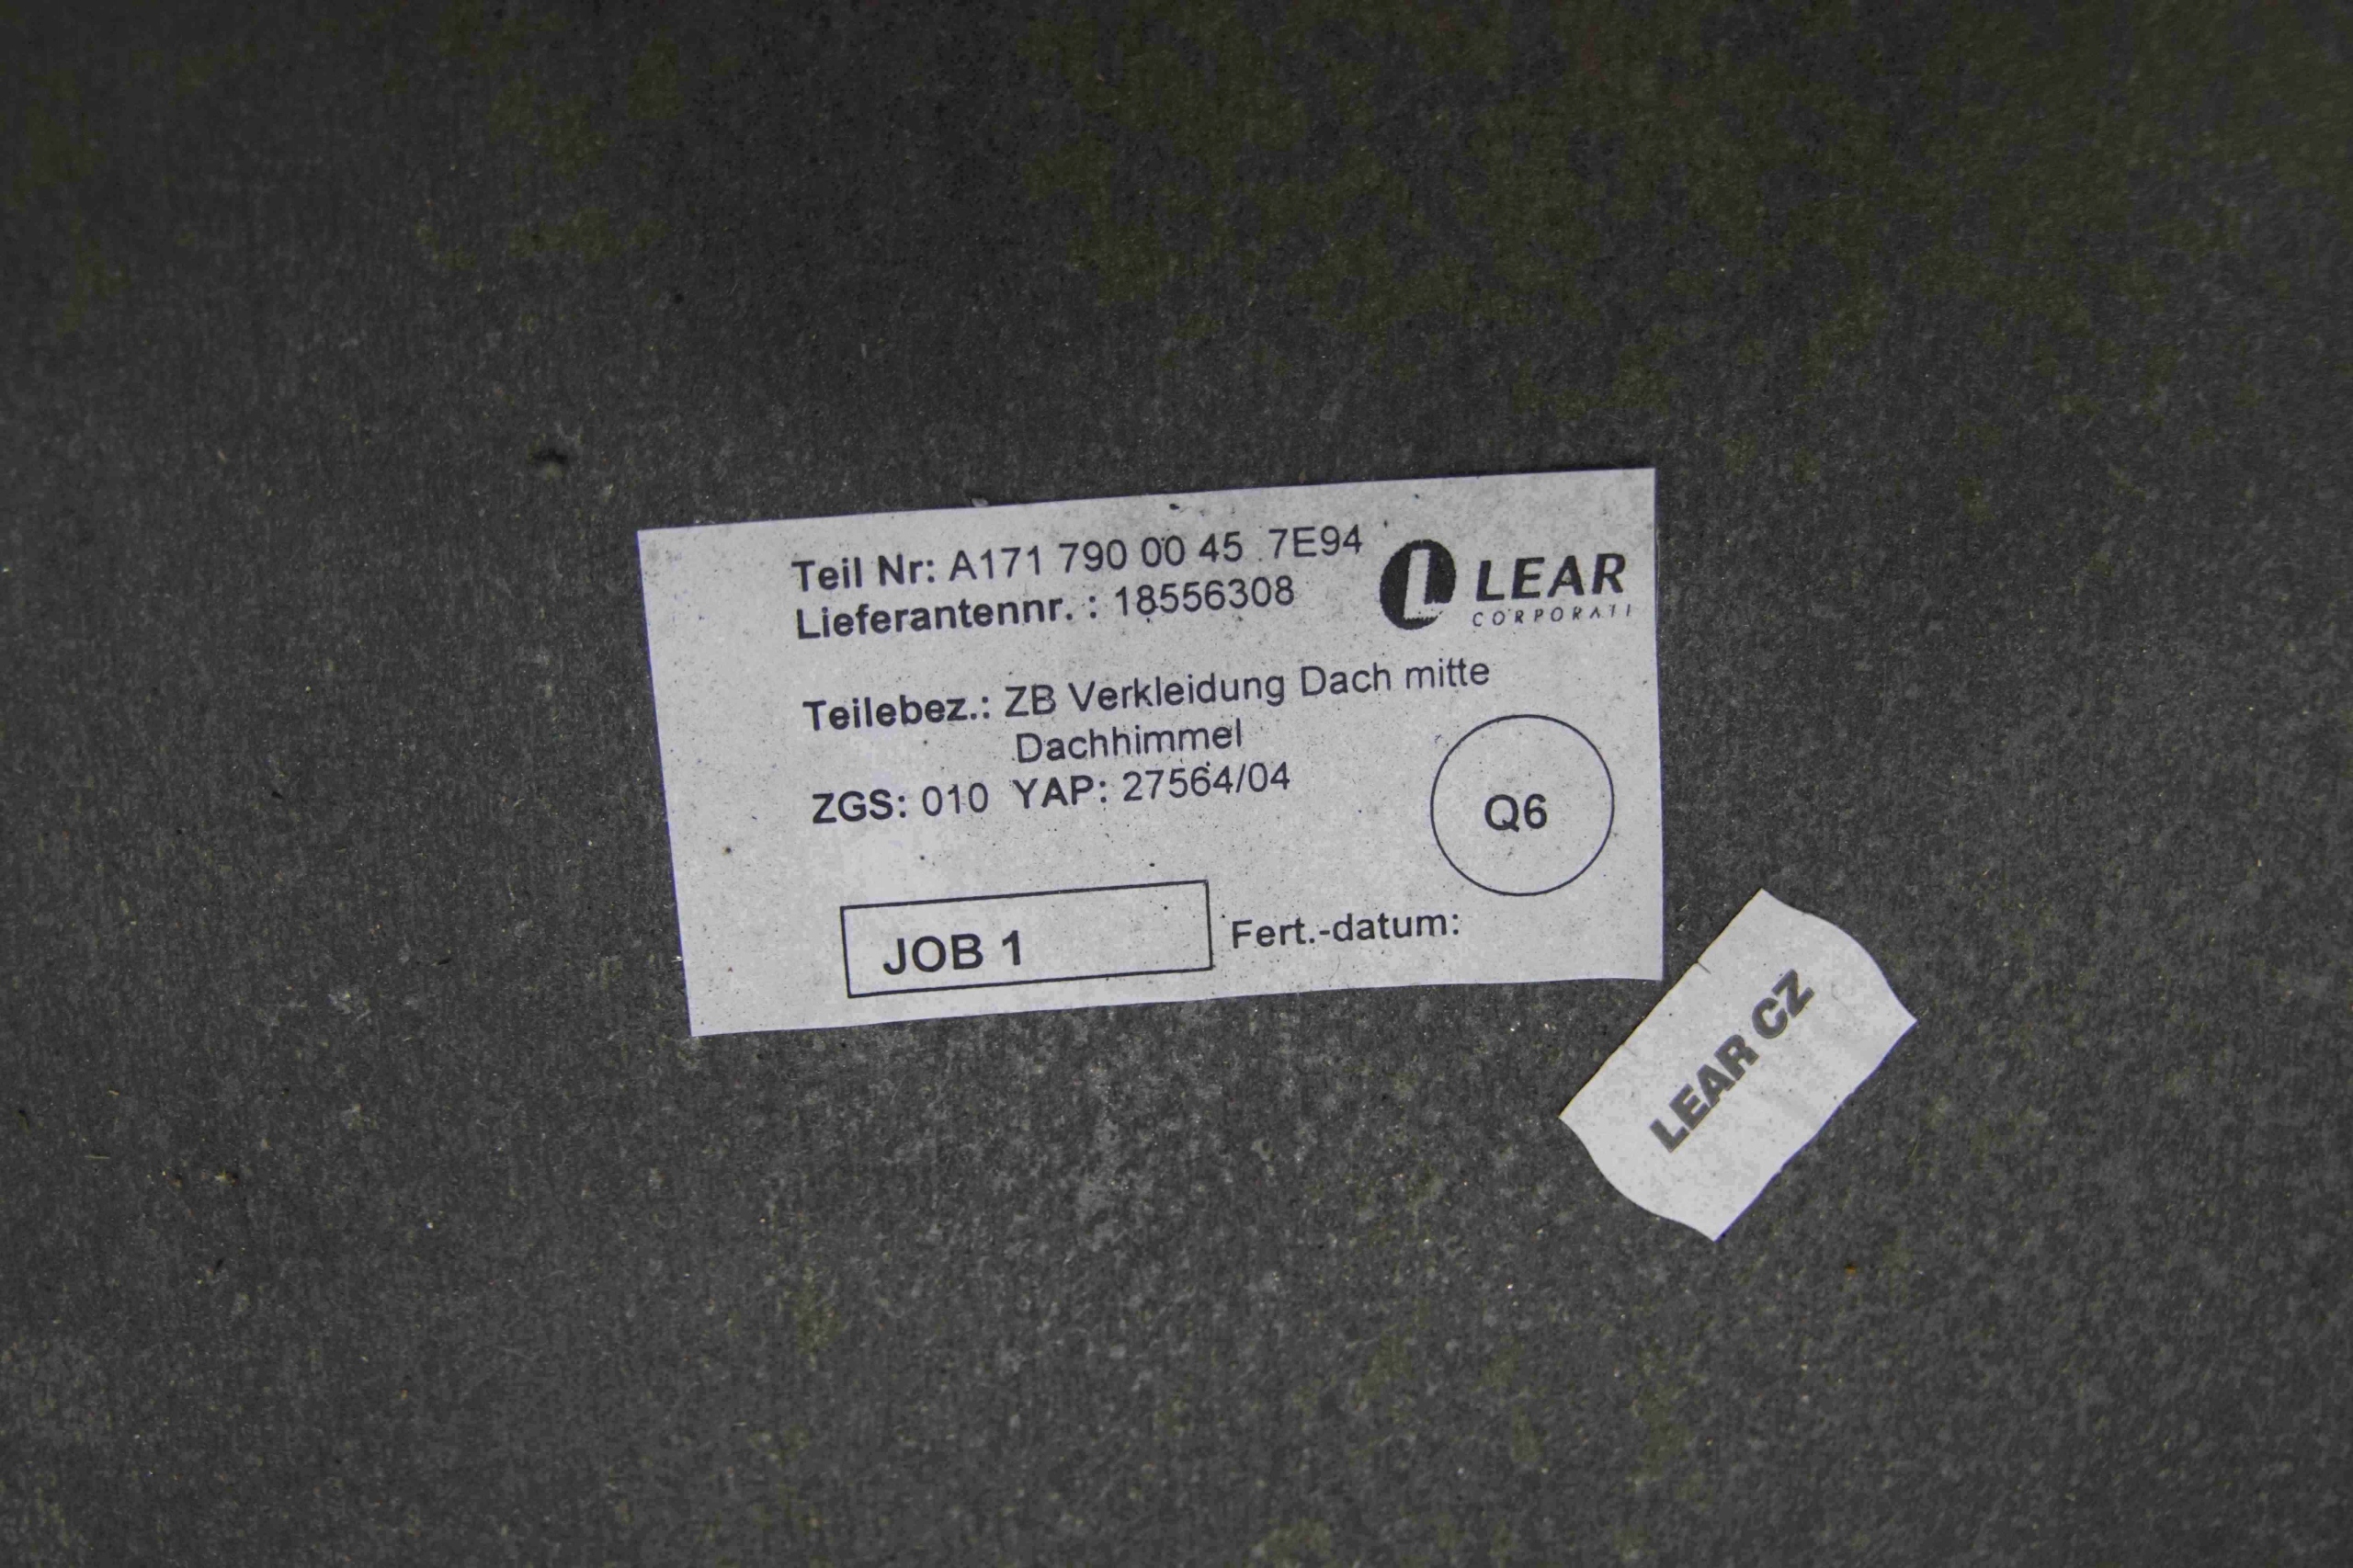 Teil Nr: A171 790 00 45 7E94
Lieferantennr. : 18556308
LEAR
CORPORATI
Teilebez.: ZB Verkleidung Dach mitte
Dachhimmel
ZGS: 010 YAP: 27564/04
Q6
JOB 1
Fert.-datum:
LEAR CZ